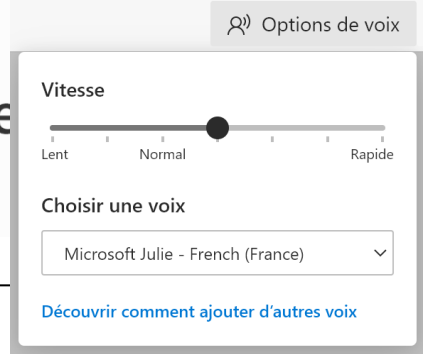 Options de voix
Vitesse
Lent Normal Rapide
Choisir une voix
Microsoft Julie - French (France)
Découvrir comment ajouter d’autres voix